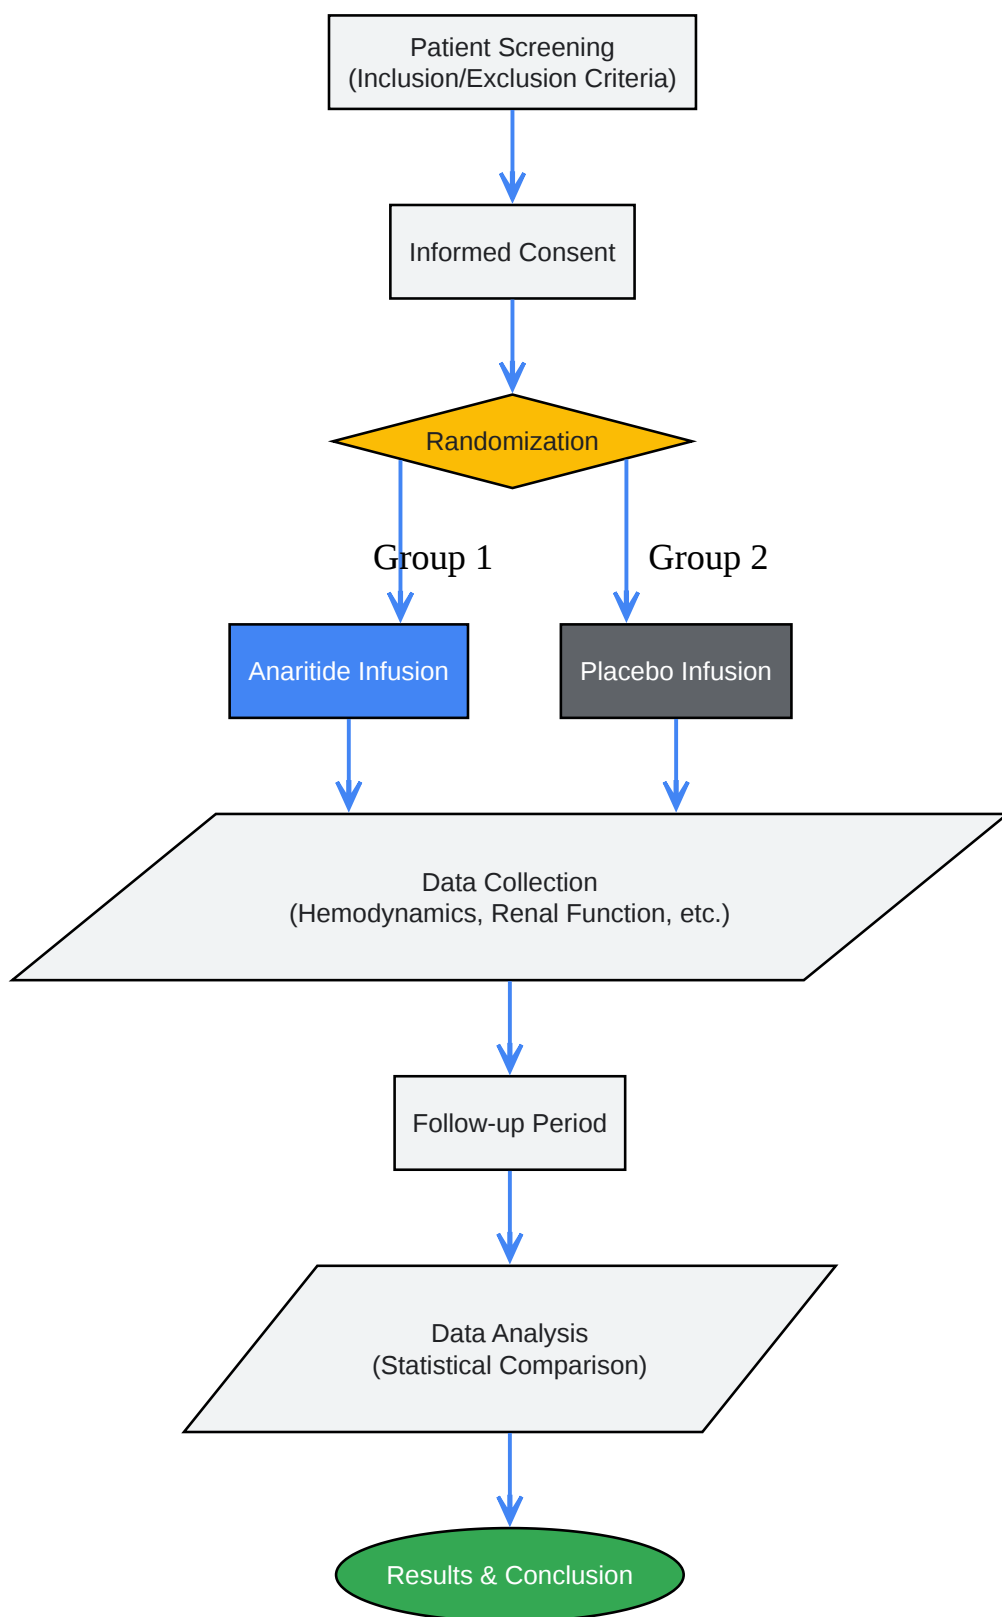 Patient Screening
(Inclusion/Exclusion Criteria)
Informed Consent
Randomization
Group 1
Group 2
Anaritide Infusion
Placebo Infusion
Data Collection
(Hemodynamics, Renal Function, etc.)
Follow-up Period
Data Analysis
(Statistical Comparison)
Results & Conclusion